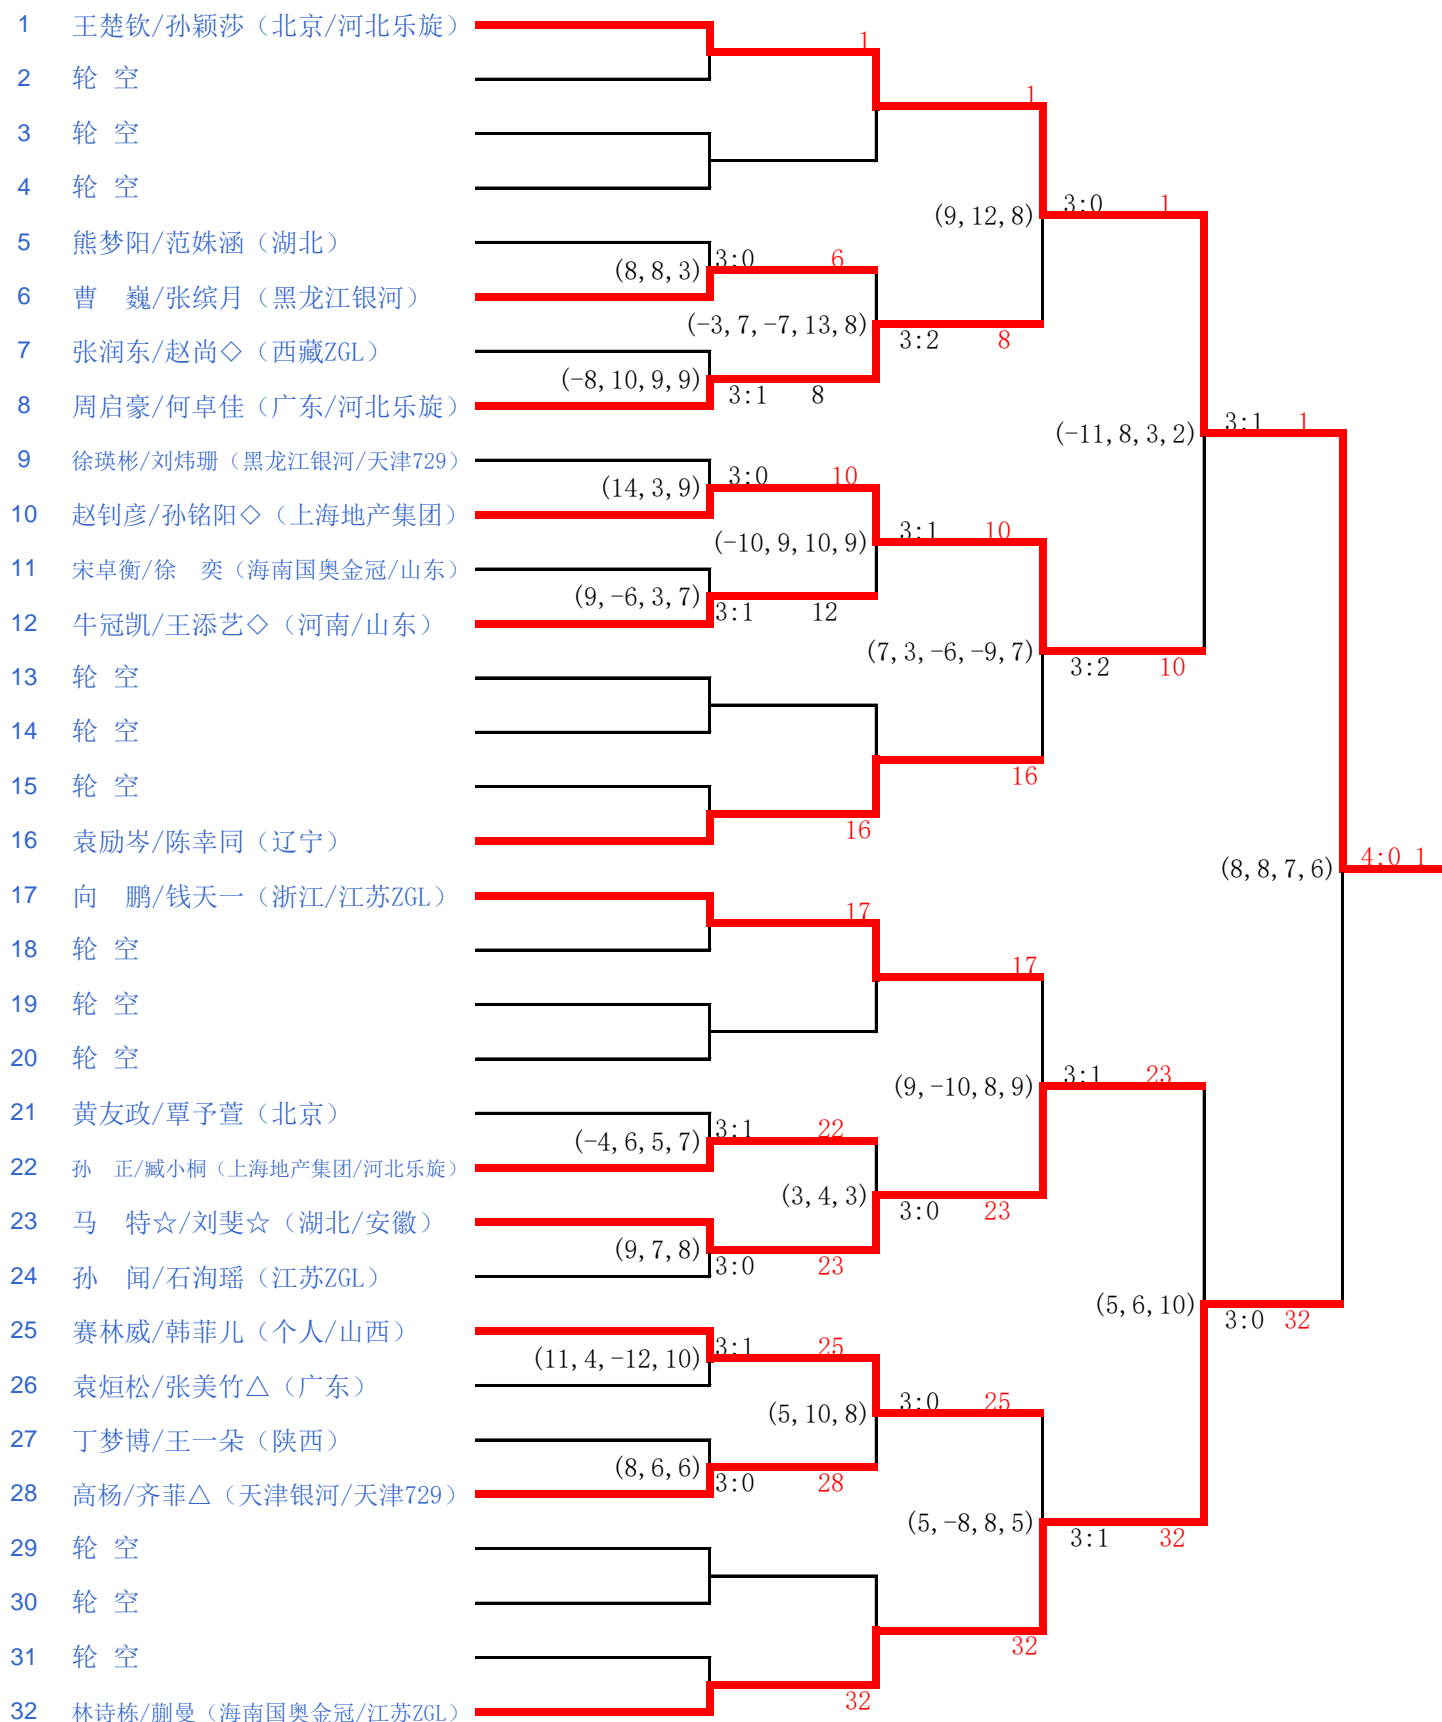 1 王楚钦/孙颖莎（北京/河北乐旋）
1
2 轮 空
1
3 轮 空
4 轮 空
(9, 12, 8) 3:0 1
5 熊梦阳/范姝涵（湖北）
(8, 8, 3) 3:0 6
6 曹 巍/张缤月（黑龙江银河）
(-3, 7, -7, 13, 8) 3:2 8
7 张润东/赵尚◇（西藏ZGL）
(-8, 10, 9, 9) 3:1 8
8 周启豪/何卓佳（广东/河北乐旋）
(-11, 8, 3, 2) 3:1 1
9 徐瑛彬/刘炜珊（黑龙江银河/天津729）
(14, 3, 9) 3:0 10
10 赵钊彦/孙铭阳◇（上海地产集团）
(-10, 9, 10, 9) 3:1 10
11 宋卓衡/徐 奕（海南国奥金冠/山东）
(9, -6, 3, 7) 3:1 12
12 牛冠凯/王添艺◇（河南/山东）
(7, 3, -6, -9, 7) 3:2 10
13 轮 空
14 轮 空
16
15 轮 空
16
16 袁励岑/陈幸同（辽宁）
(8, 8, 7, 6) 4:0 1
17 向 鹏/钱天一（浙江/江苏ZGL）
17
18 轮 空
17
19 轮 空
20 轮 空
(9, -10, 8, 9) 3:1 23
21 黄友政/覃予萱（北京）
(-4, 6, 5, 7) 3:1 22
22 孙 正/臧小桐（上海地产集团/河北乐旋）
(3, 4, 3) 3:0 23
23 马 特☆/刘斐☆（湖北/安徽）
(9, 7, 8) 3:0 23
24 孙 闻/石洵瑶（江苏ZGL）
(5, 6, 10) 3:0 32
25 赛林威/韩菲儿（个人/山西）
(11, 4, -12, 10) 3:1 25
26 袁烜松/张美竹△（广东）
(5, 10, 8) 3:0 25
27 丁梦博/王一朵（陕西）
(8, 6, 6) 3:0 28
28 高杨/齐菲△（天津银河/天津729）
(5, -8, 8, 5) 3:1 32
29 轮 空
30 轮 空
32
31 轮 空
32
32 林诗栋/蒯曼（海南国奥金冠/江苏ZGL）